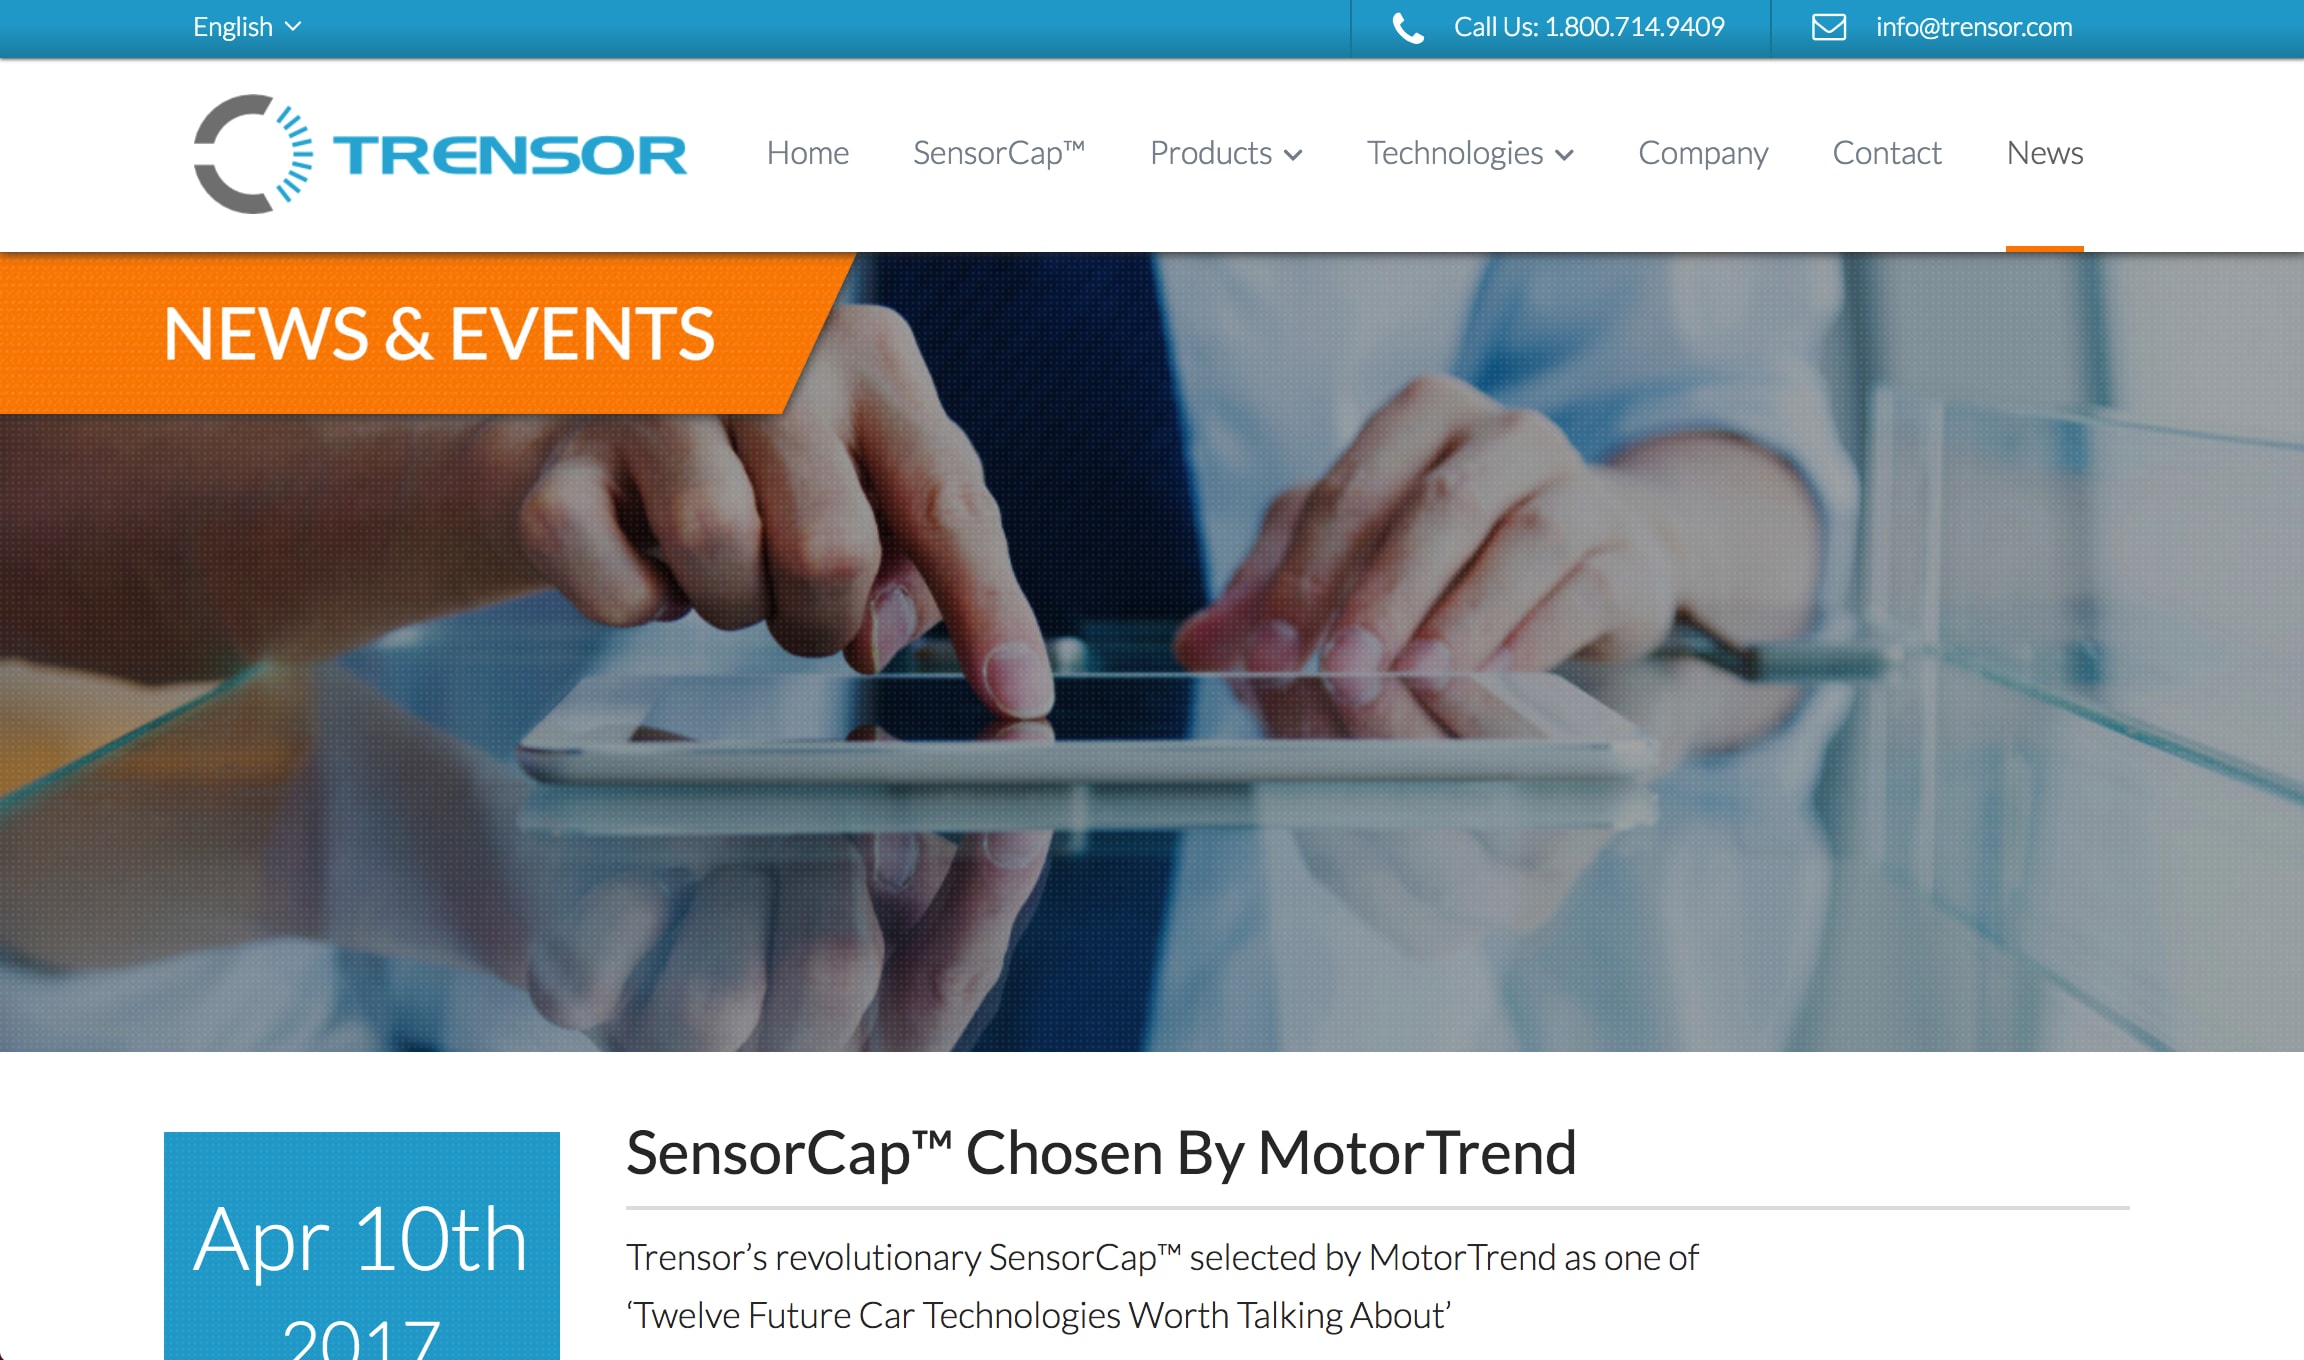 English
Call Us: 1.800.714.9409
info@trensor.com
TRENSOR
Home
SensorCap™
Products
Technologies
Company
Contact
News
NEWS & EVENTS
Apr 10th
2017
SensorCap™ Chosen By MotorTrend
Trensor’s revolutionary SensorCap™ selected by MotorTrend as one of
‘Twelve Future Car Technologies Worth Talking About’